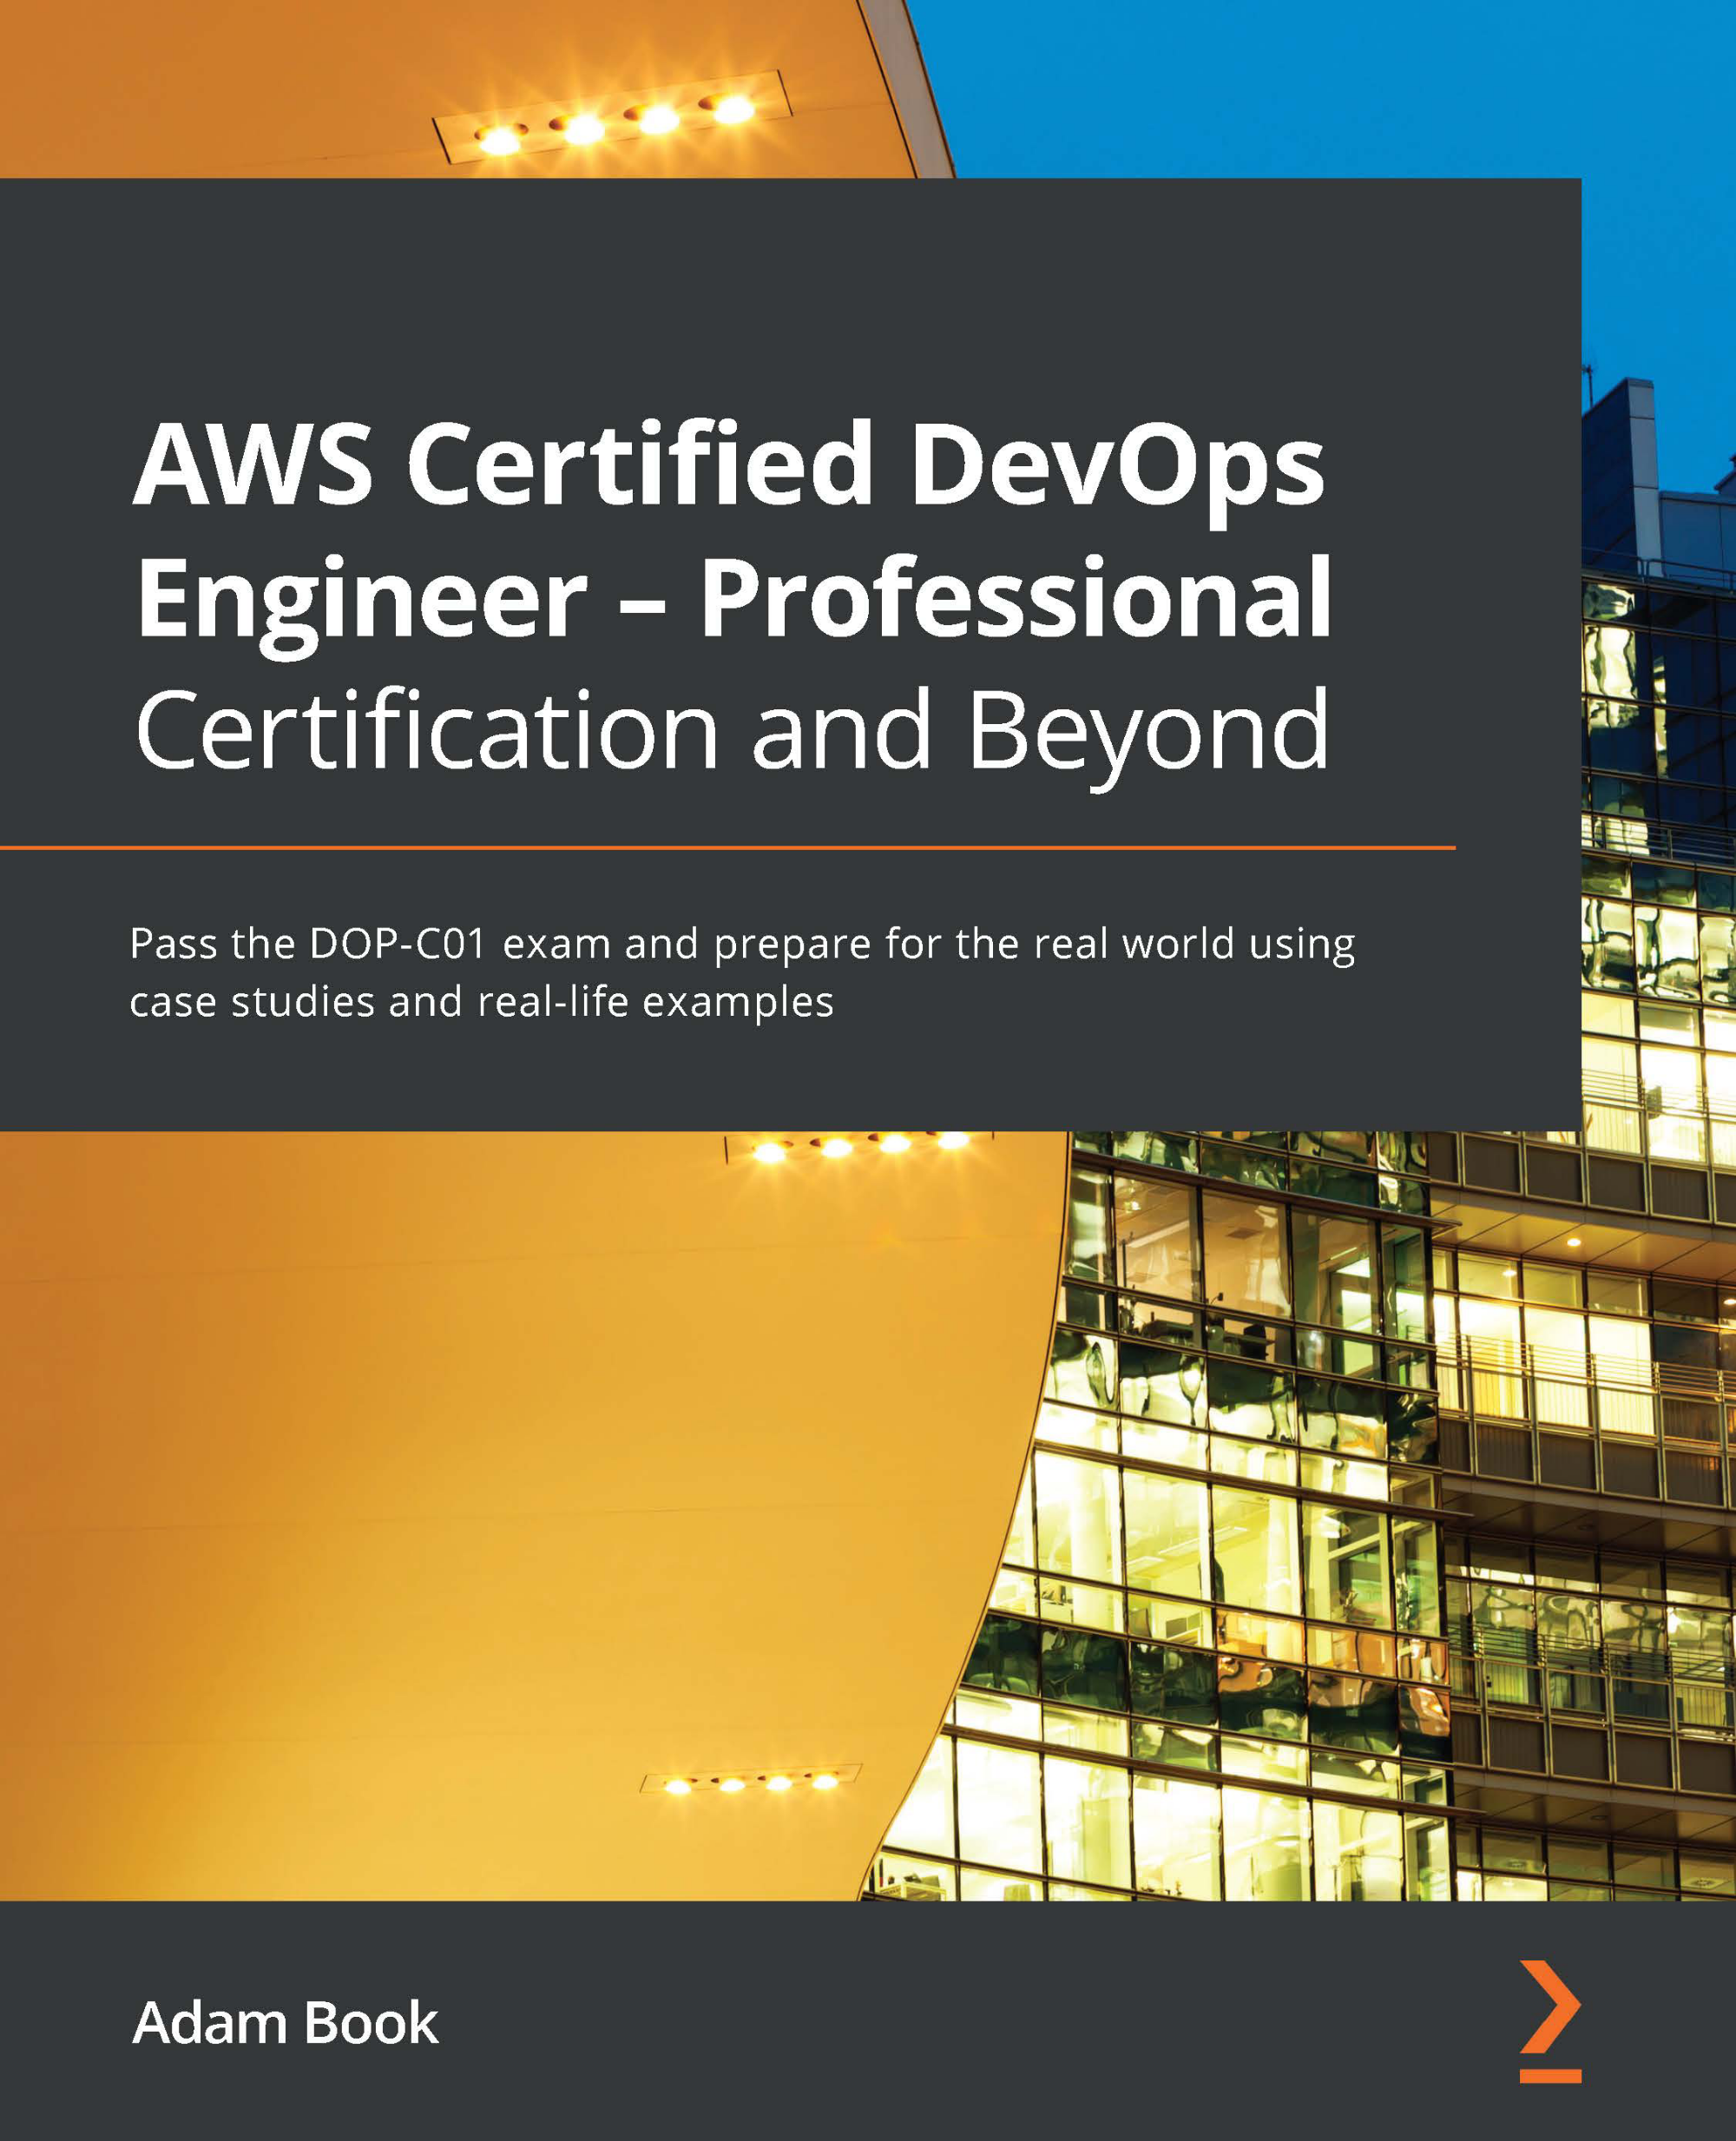 AWS Certified DevOps
Engineer – Professional
Certification and Beyond
Pass the DOP-C01 exam and prepare for the real world using
case studies and real-life examples
Adam Book